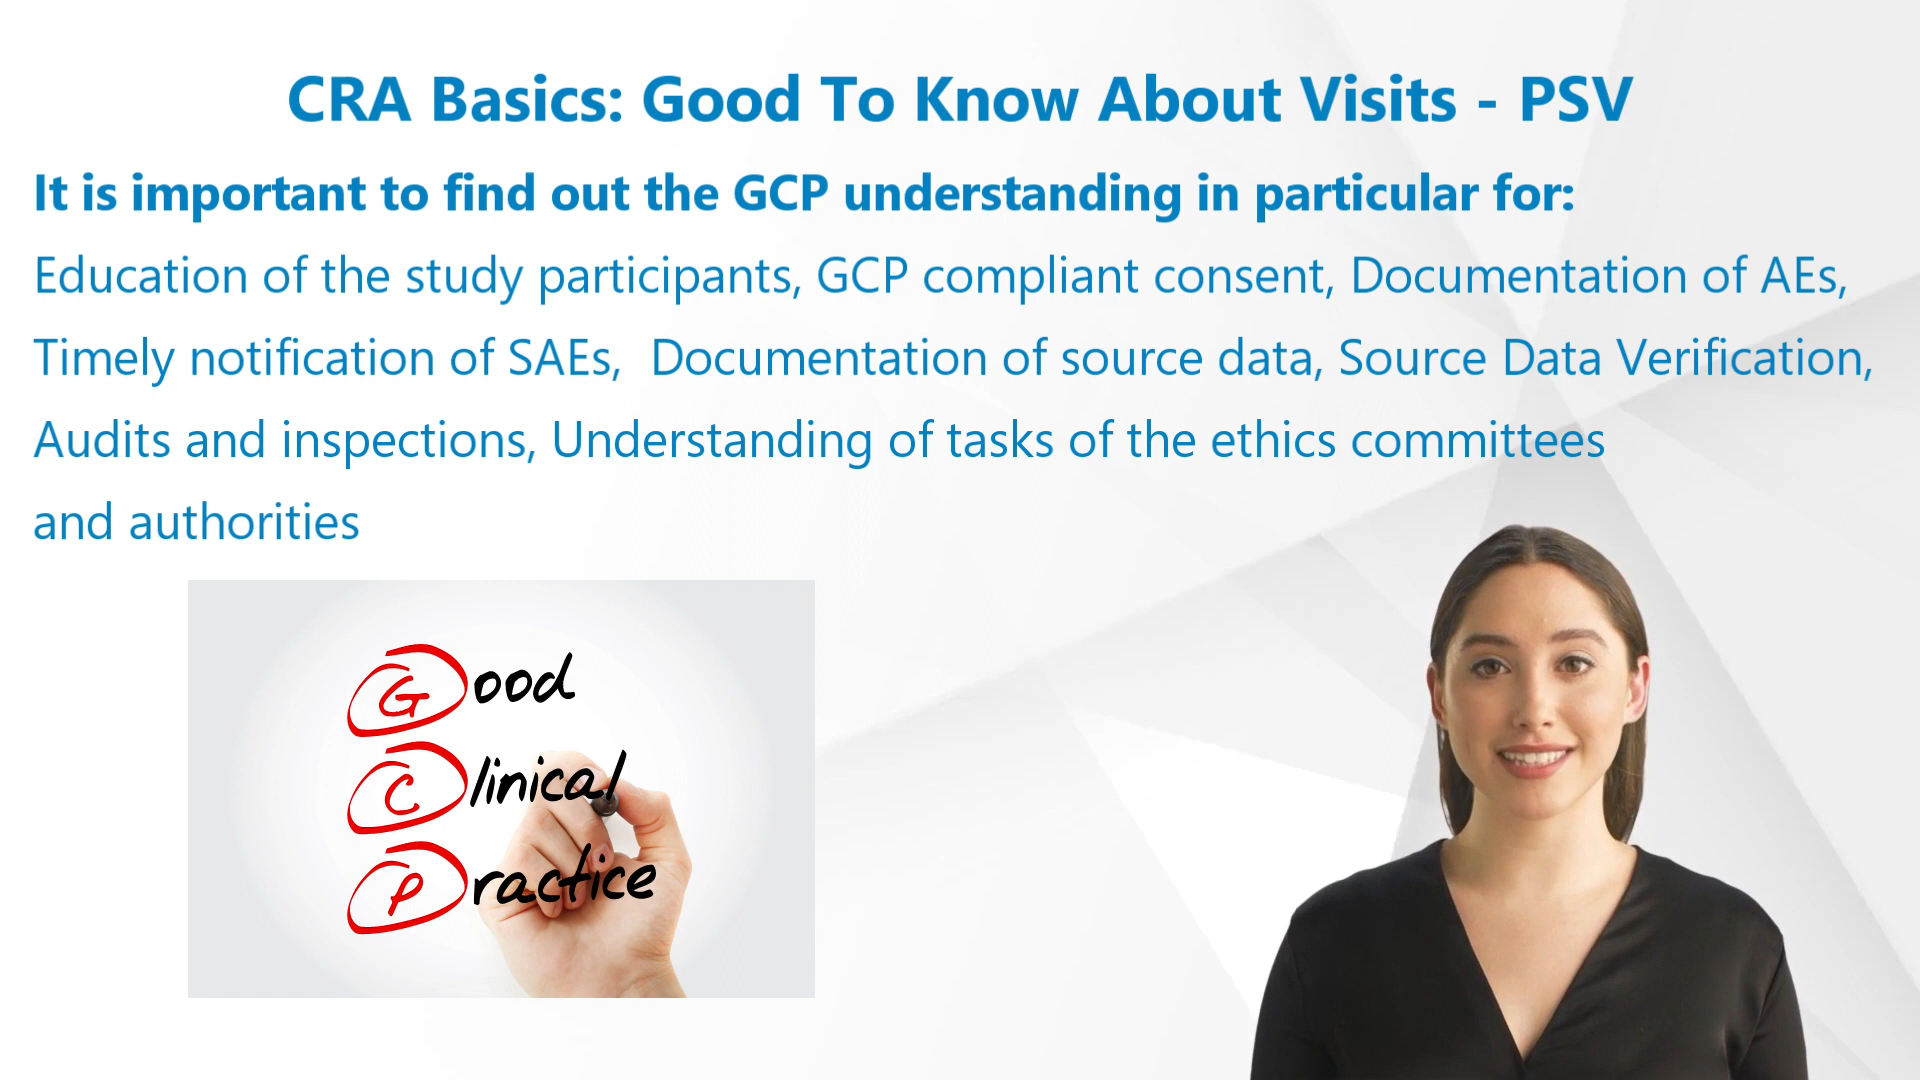 CRA Basics: Good To Know About Visits - PSV
It is important to find out the GCP understanding in particular for:
Education of the study participants, GCP compliant consent, Documentation of AEs,
Timely notification of SAEs,  Documentation of source data, Source Data Verification,
Audits and inspections, Understanding of tasks of the ethics committees
and authorities
Good
Clinical
Practice